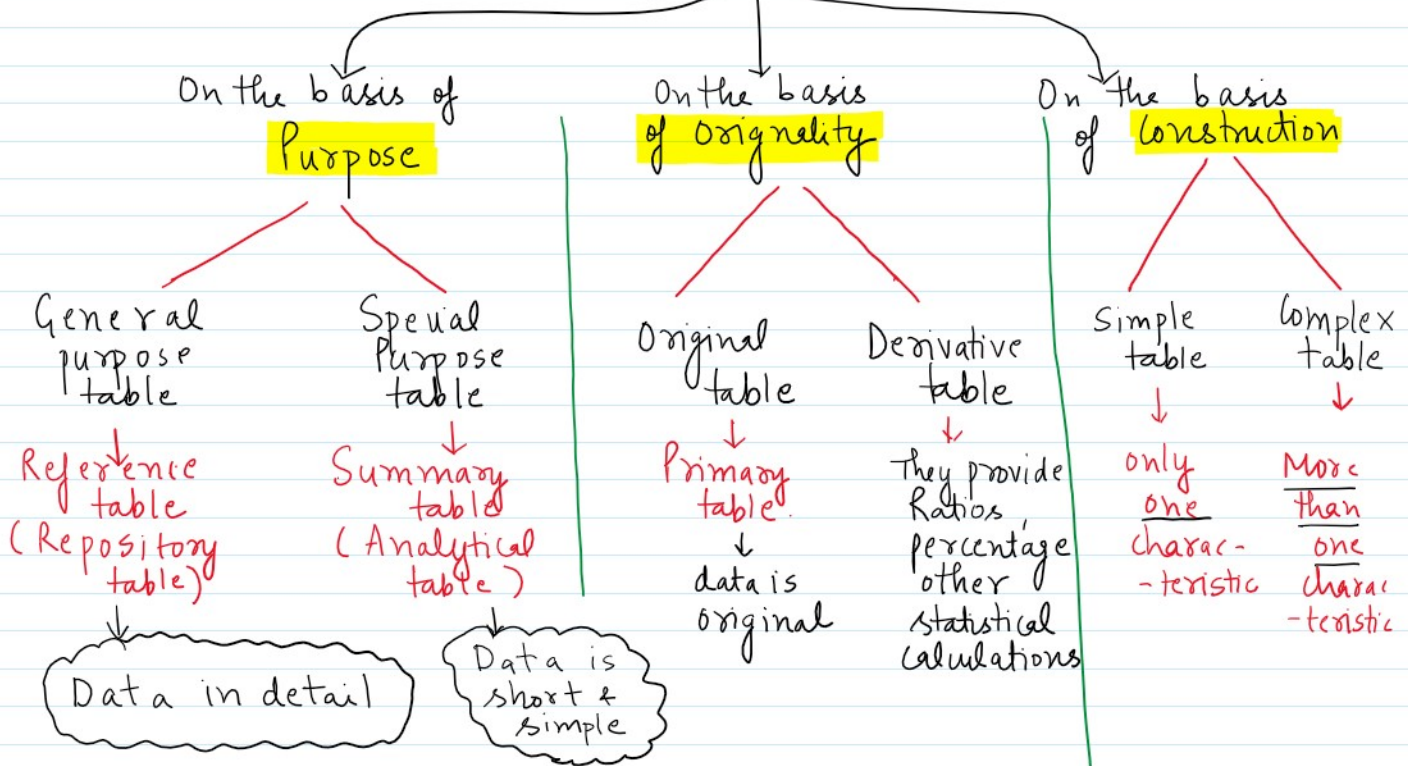 On the basis of
Purpose
General
purpose
table
Reference
table
(Repository
table)
Data in detail
Special
Purpose
table
Summary
table
(Analytical
table)
Data is
short &
simple
On the basis
of Orignality
Original
table
Primary
table.
data is
original
Derivative
table
They provide
Ratios,
percentage
other
statistical
Calculations
On the basis
of Construction
Simple
table
only
one
charac-
-teristic
Complex
table
More
than
one
charac
-teristic